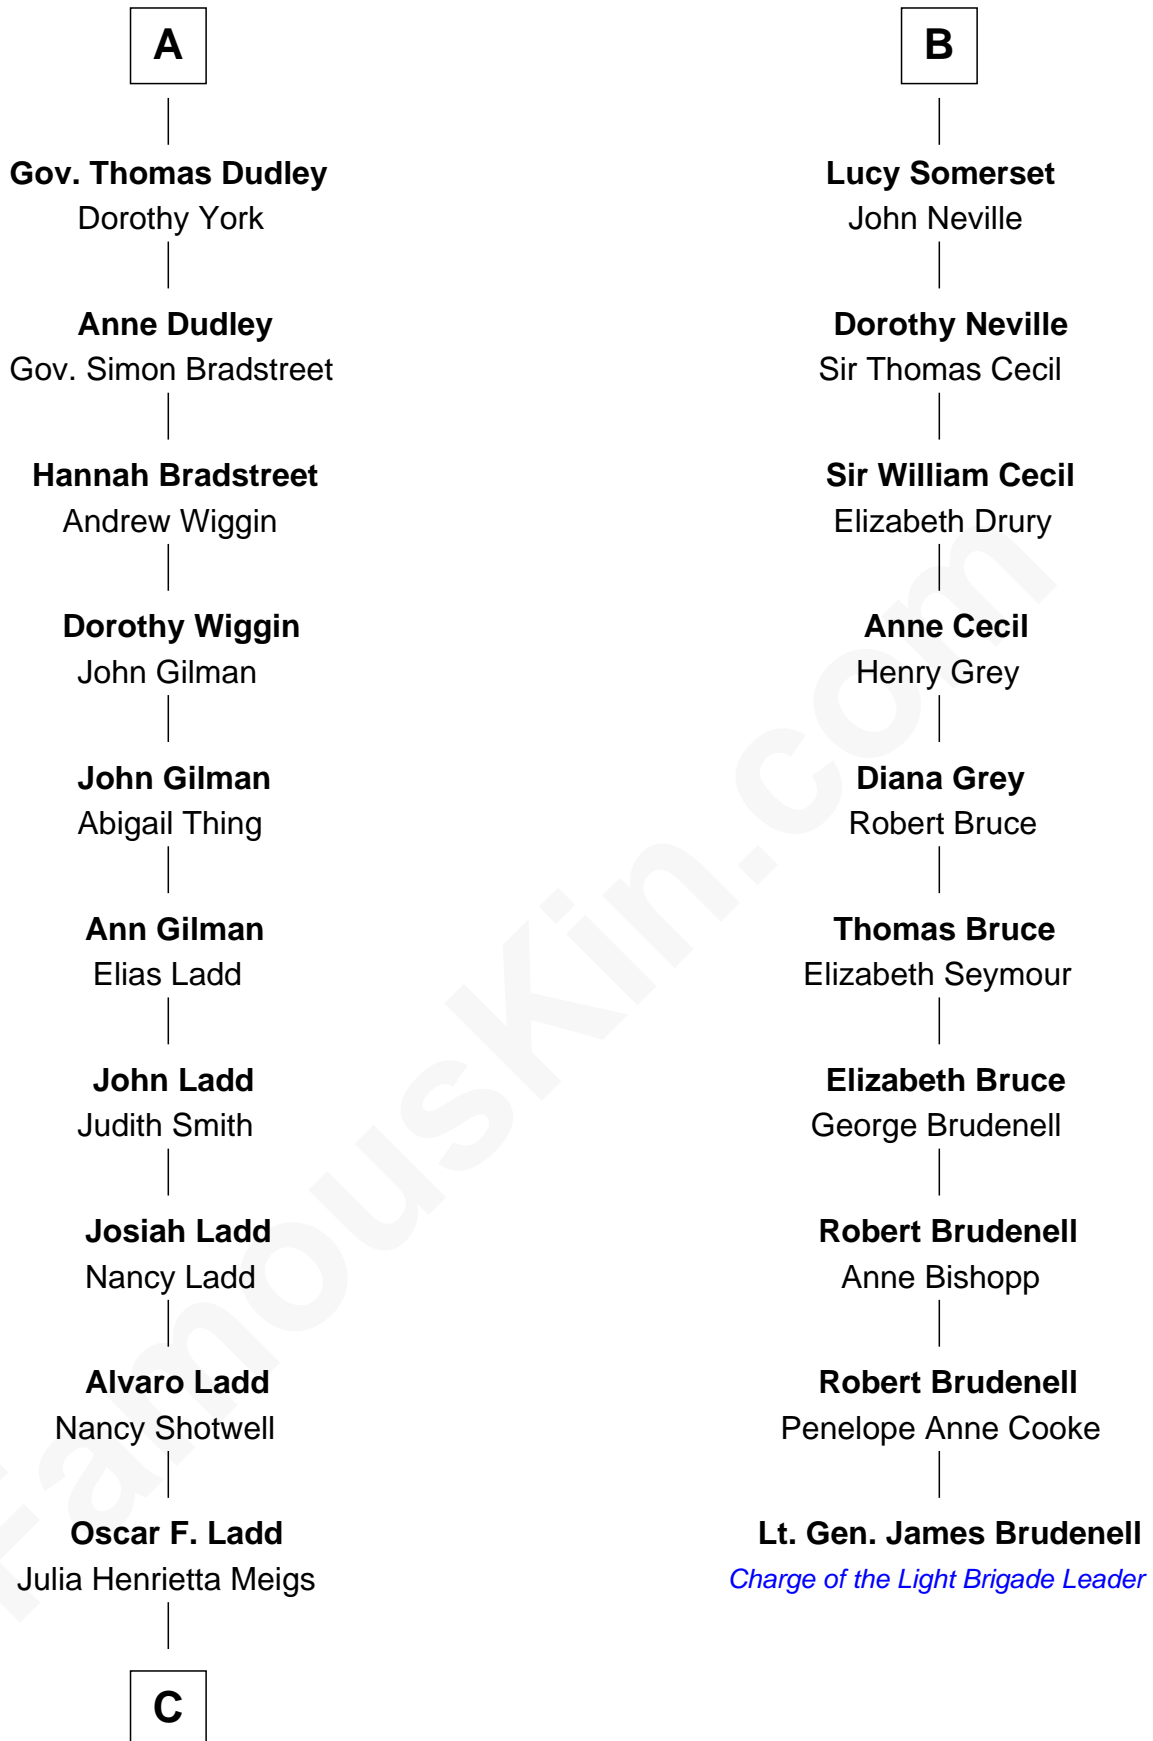 A
Gov. Thomas Dudley
Dorothy York
Anne Dudley
Gov. Simon Bradstreet
Hannah Bradstreet
Andrew Wiggin
Dorothy Wiggin
John Gilman
John Gilman
Abigail Thing
Ann Gilman
Elias Ladd
John Ladd
Judith Smith
Josiah Ladd
Nancy Ladd
Alvaro Ladd
Nancy Shotwell
Oscar F. Ladd
Julia Henrietta Meigs
C
B
Lucy Somerset
John Neville
Dorothy Neville
Sir Thomas Cecil
Sir William Cecil
Elizabeth Drury
Anne Cecil
Henry Grey
Diana Grey
Robert Bruce
Thomas Bruce
Elizabeth Seymour
Elizabeth Bruce
George Brudenell
Robert Brudenell
Anne Bishopp
Robert Brudenell
Penelope Anne Cooke
Lt. Gen. James Brudenell
Charge of the Light Brigade Leader
FamousKin.com